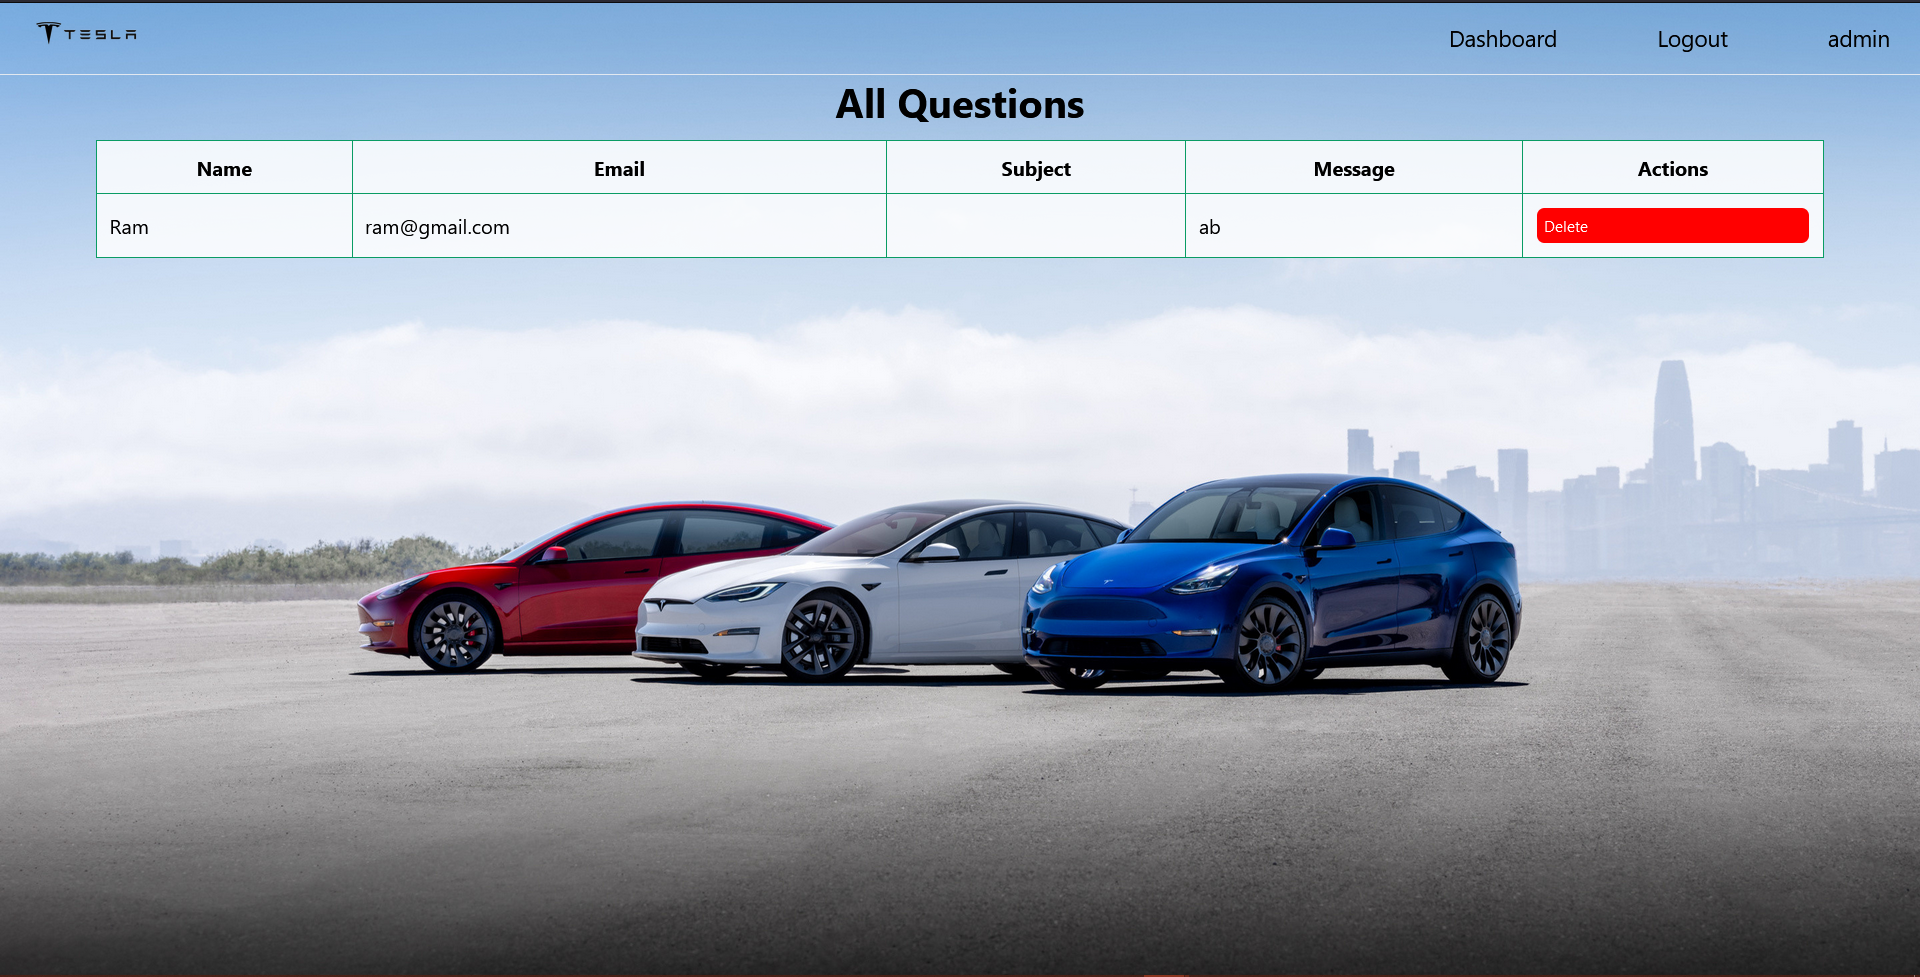 TESLA
Dashboard Logout admin
All Questions
Name Email Subject Message Actions
Ram ram@gmail.com ab Delete